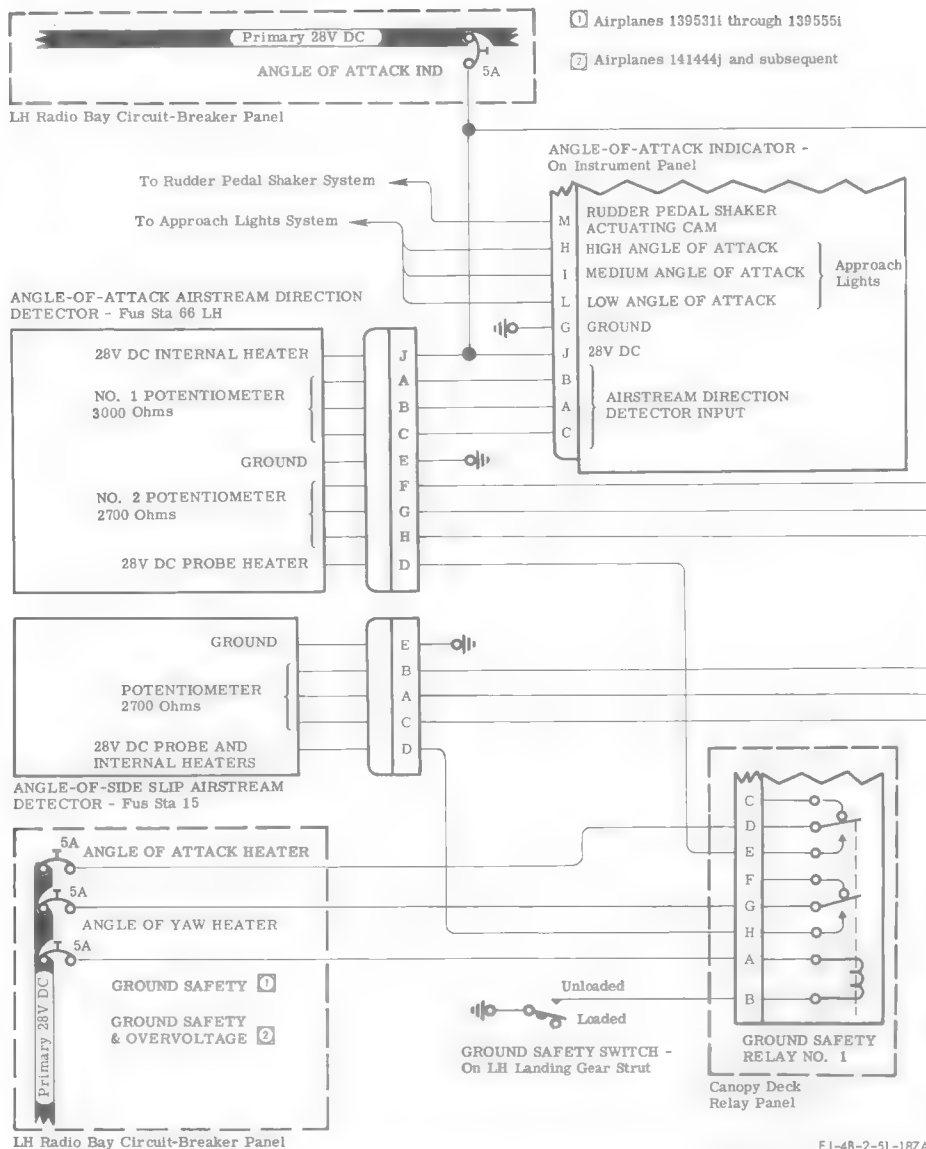 Primary 28V DC
ANGLE OF ATTACK IND
5A
LH Radio Bay Circuit-Breaker Panel
1 Airplanes 139531i through 139555i
2 Airplanes 141444j and subsequent
ANGLE-OF-ATTACK INDICATOR -
On Instrument Panel
To Rudder Pedal Shaker System
To Approach Lights System
M RUDDER PEDAL SHAKER
ACTUATING CAM
H HIGH ANGLE OF ATTACK
I MEDIUM ANGLE OF ATTACK
L LOW ANGLE OF ATTACK
Approach
Lights
G GROUND
J 28V DC
B
A
C
AIRSTREAM DIRECTION
DETECTOR INPUT
ANGLE-OF-ATTACK AIRSTREAM DIRECTION
DETECTOR - Fus Sta 66 LH
28V DC INTERNAL HEATER J
NO. 1 POTENTIOMETER
3000 Ohms
A
B
C
GROUND E
NO. 2 POTENTIOMETER
2700 Ohms
F
G
H
28V DC PROBE HEATER D
GROUND E
POTENTIOMETER
2700 Ohms
B
A
C
28V DC PROBE AND
INTERNAL HEATERS
D
ANGLE-OF-SIDE SLIP AIRSTREAM
DETECTOR - Fus Sta 15
5A
ANGLE OF ATTACK HEATER
5A
ANGLE OF YAW HEATER
5A
GROUND SAFETY 1
GROUND SAFETY
& OVERVOLTAGE 2
Primary 28V DC
LH Radio Bay Circuit-Breaker Panel
Unloaded
Loaded
GROUND SAFETY SWITCH -
On LH Landing Gear Strut
C
D
E
F
G
H
A
B
GROUND SAFETY
RELAY NO. 1
Canopy Deck
Relay Panel
FJ-4B-2-51-187A